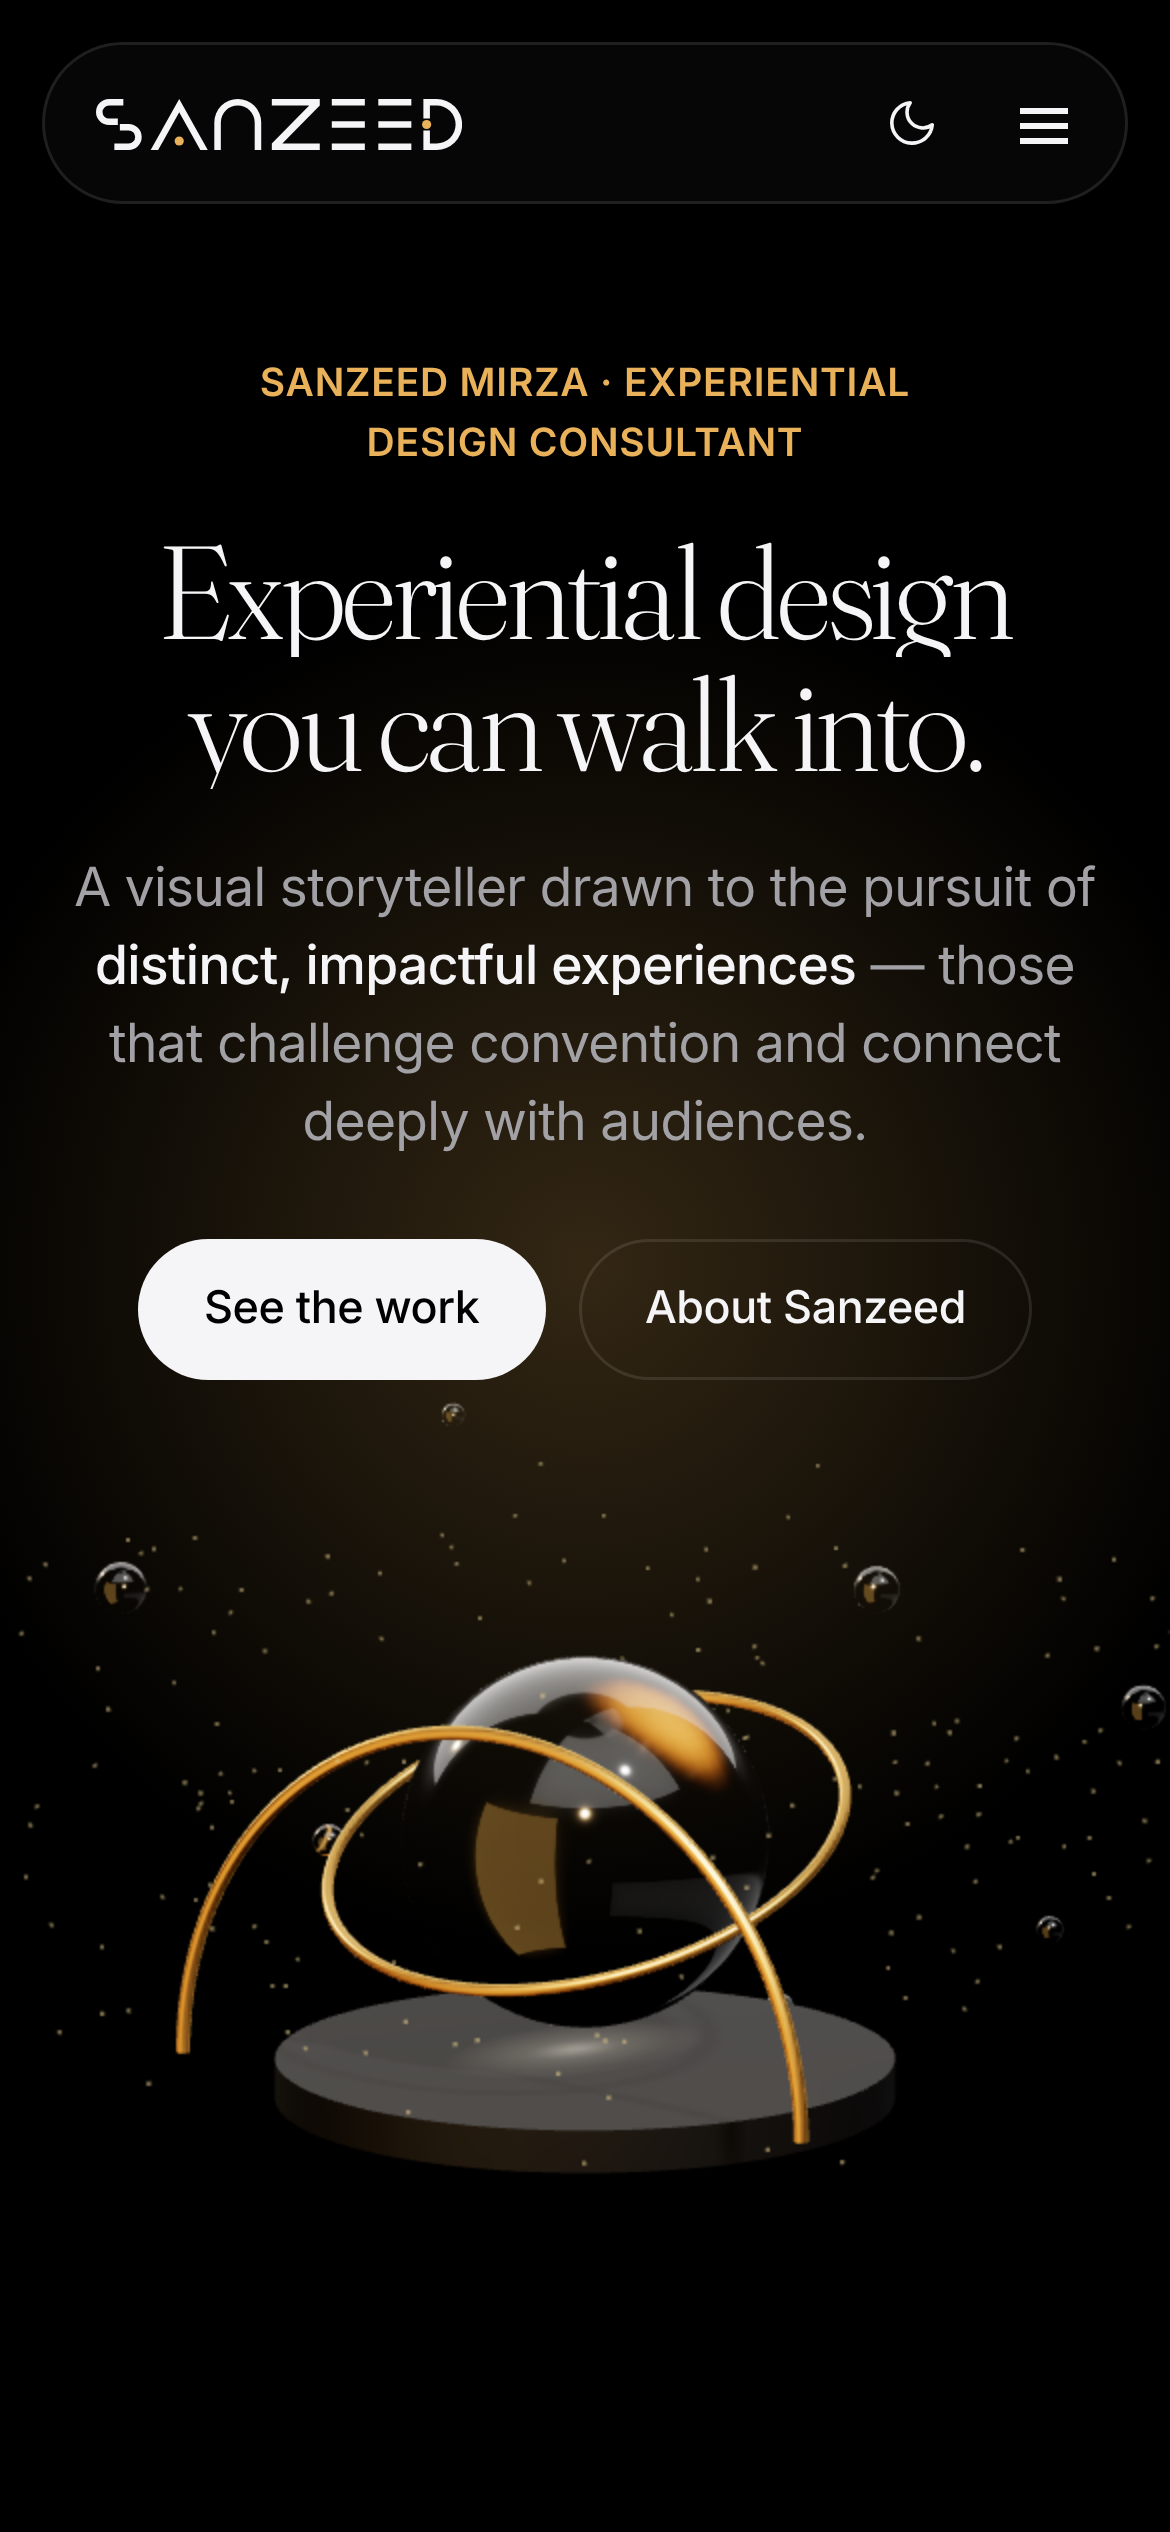 SANZEED
SANZEED MIRZA · EXPERIENTIAL
DESIGN CONSULTANT
Experiential design
you can walk into.
A visual storyteller drawn to the pursuit of
distinct, impactful experiences — those
that challenge convention and connect
deeply with audiences.
See the work
About Sanzeed